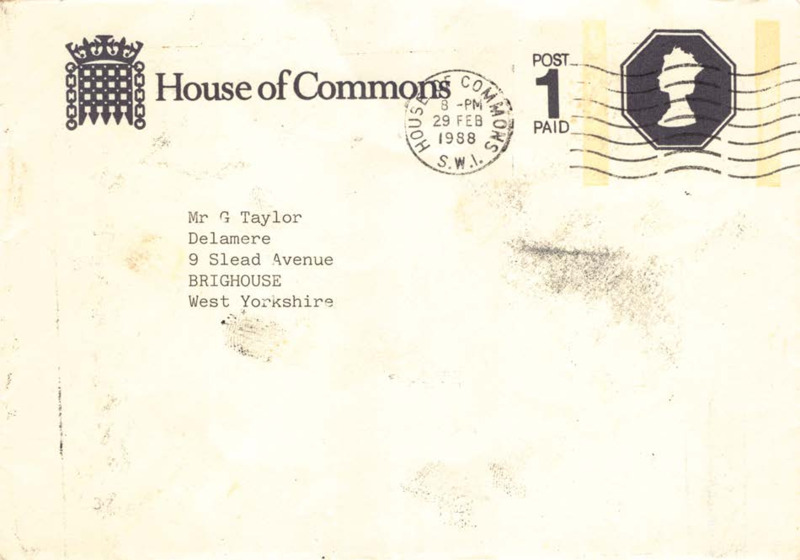 House of Commons
HOUSE OF COMMONS
8 -PM
29 FEB
1988
S.W.1.
POST
1
PAID
Mr G Taylor
Delamere
9 Slead Avenue
BRIGHOUSE
West Yorkshire